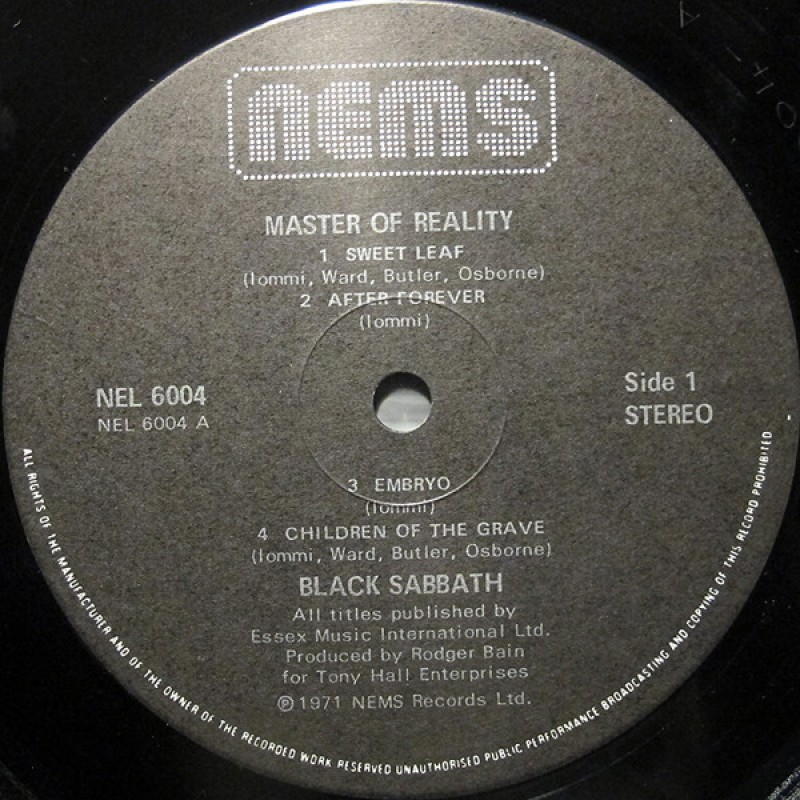 nems
MASTER OF REALITY
1 SWEET LEAF
(Iommi, Ward, Butler, Osborne)
2 AFTER FOREVER
(Iommi)
NEL 6004
NEL 6004 A
Side 1
STEREO
3 EMBRYO
(Iommi)
4 CHILDREN OF THE GRAVE
(Iommi, Ward, Butler, Osborne)
BLACK SABBATH
All titles published by
Essex Music International Ltd.
Produced by Rodger Bain
for Tony Hall Enterprises
℗1971 NEMS Records Ltd.
ALL RIGHTS OF THE MANUFACTURER AND OF THE OWNER OF THE RECORDED WORK RESERVED UNAUTHORISED PUBLIC PERFORMANCE BROADCASTING AND COPYING OF THIS RECORD PROHIBITED